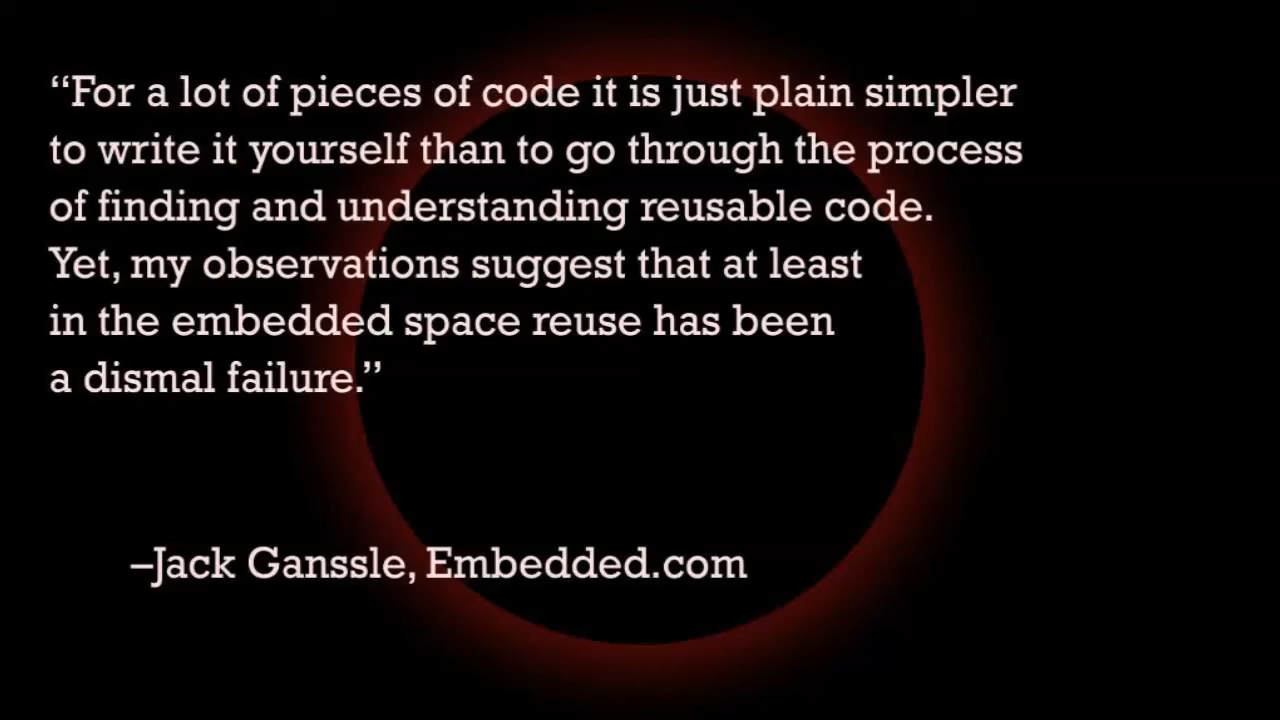 “For a lot of pieces of code it is just plain simpler
to write it yourself than to go through the process
of finding and understanding reusable code.
Yet, my observations suggest that at least
in the embedded space reuse has been
a dismal failure.”
–Jack Ganssle, Embedded.com